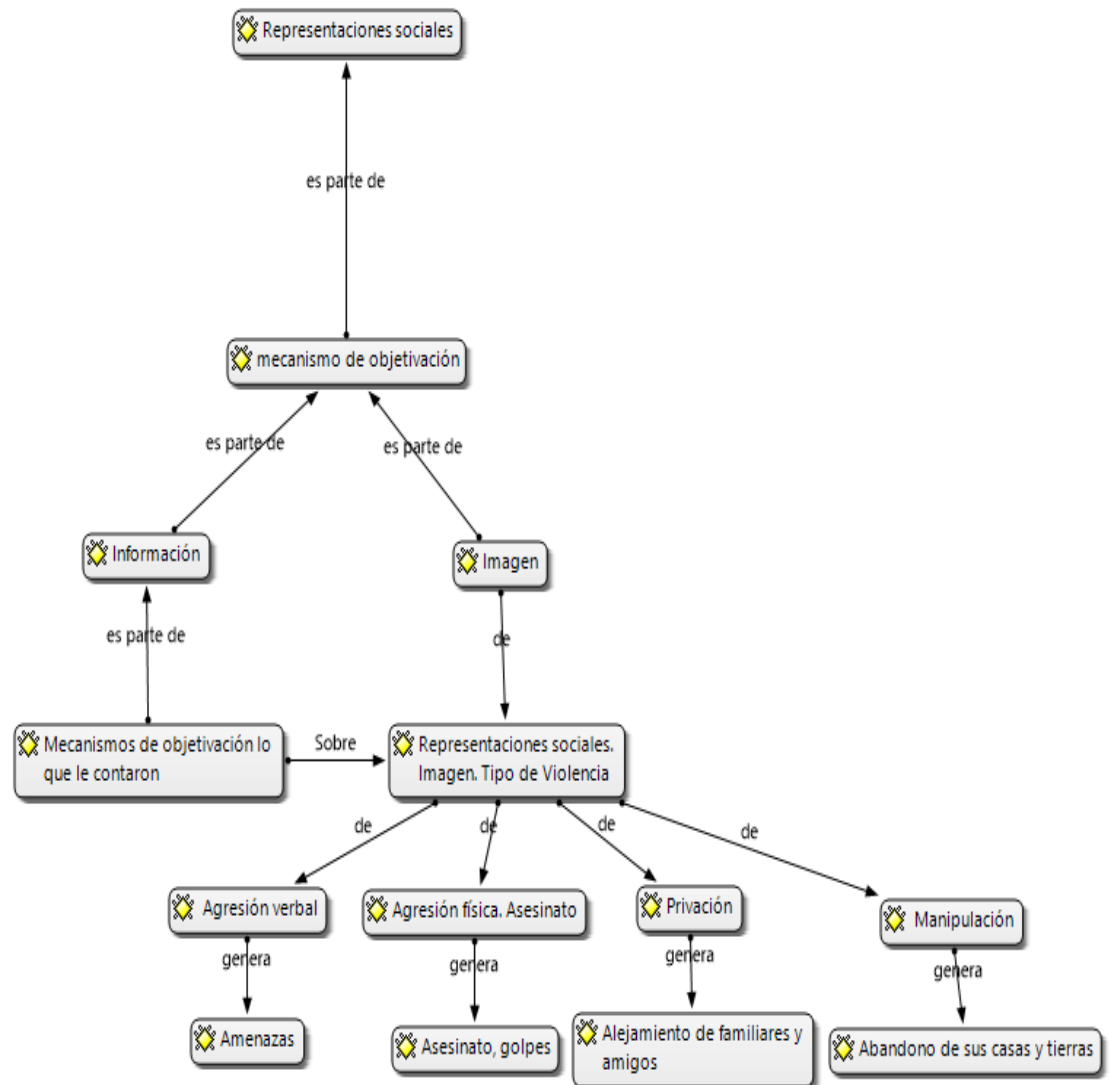 Representaciones sociales
es parte de
mecanismo de objetivación
es parte de
es parte de
Información
Imagen
es parte de
de
Mecanismos de objetivación lo
que le contaron
Sobre
Representaciones sociales.
Imagen. Tipo de Violencia
de
de
de
de
Agresión verbal
Agresión física. Asesinato
Privación
Manipulación
genera
genera
genera
genera
Amenazas
Asesinato, golpes
Alejamiento de familiares y
amigos
Abandono de sus casas y tierras